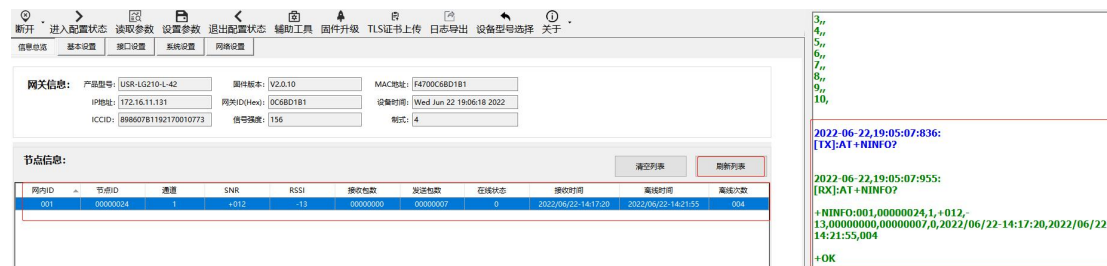 断开 进入配置状态 读取参数 设置参数 退出配置状态 辅助工具 固件升级 TLS证书上传 日志导出 设备型号选择 关于
信息总览 基本设置 接口设置 系统设置 网络设置
网关信息: 产品型号: USR-LG210-L-42 固件版本: V2.0.10 MAC地址: F4700C6BD1B1
IP地址: 172.16.11.131 网关ID(Hex): 0C6BD1B1 设备时间: Wed Jun 22 19:06:18 2022
ICCID: 898607B1192170010773 信号强度: 156 制式: 4
节点信息: 清空列表 刷新列表
网内ID 节点ID 通道 SNR RSSI 接收包数 发送包数 在线状态 接收时间 离线时间 离线次数
001 00000024 1 +012 -13 00000000 00000007 0 2022/06/22-14:17:20 2022/06/22-14:21:55 004
3,,
4,,
5,,
6,,
7,,
8,,
9,,
10,
2022-06-22,19:05:07:836:
[TX]:AT+NINFO?
2022-06-22,19:05:07:955:
[RX]:AT+NINFO?
+NINFO:001,00000024,1,+012,-
13,00000000,00000007,0,2022/06/22-14:17:20,2022/06/22
14:21:55,004
+OK